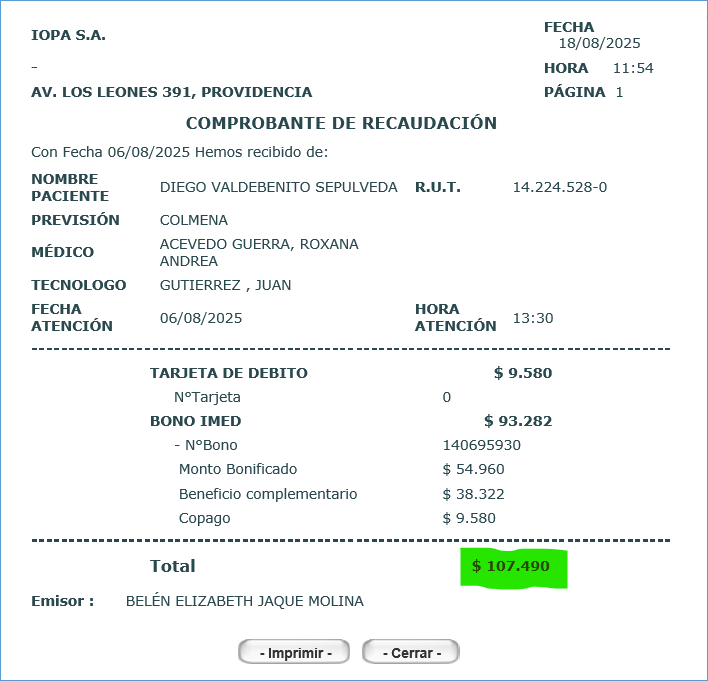 IOPA S.A.
FECHA
18/08/2025
-
HORA 11:54
AV. LOS LEONES 391, PROVIDENCIA
PÁGINA 1
COMPROBANTE DE RECAUDACIÓN
Con Fecha 06/08/2025 Hemos recibido de:
NOMBRE
PACIENTE
DIEGO VALDEBENITO SEPULVEDA R.U.T. 14.224.528-0
PREVISIÓN COLMENA
MÉDICO
ACEVEDO GUERRA, ROXANA
ANDREA
TECNOLOGO GUTIERREZ , JUAN
FECHA
ATENCIÓN
06/08/2025
HORA
ATENCIÓN
13:30
TARJETA DE DEBITO $ 9.580
N°Tarjeta 0
BONO IMED $ 93.282
- N°Bono 140695930
Monto Bonificado $ 54.960
Beneficio complementario $ 38.322
Copago $ 9.580
Total $ 107.490
Emisor : BELÉN ELIZABETH JAQUE MOLINA
- Imprimir - - Cerrar -